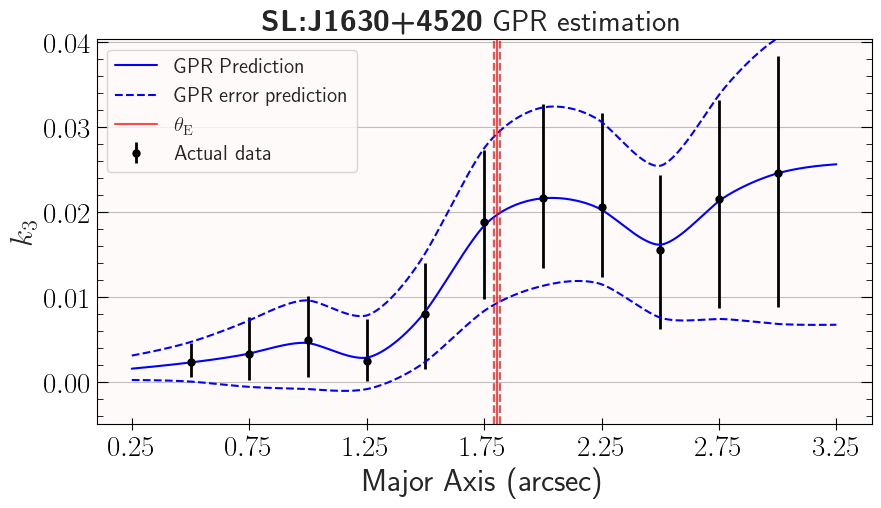 SL:J1630+4520 GPR estimation
GPR Prediction
GPR error prediction
θE
Actual data
k3
0.04
0.03
0.02
0.01
0.00
0.25 0.75 1.25 1.75 2.25 2.75 3.25
Major Axis (arcsec)